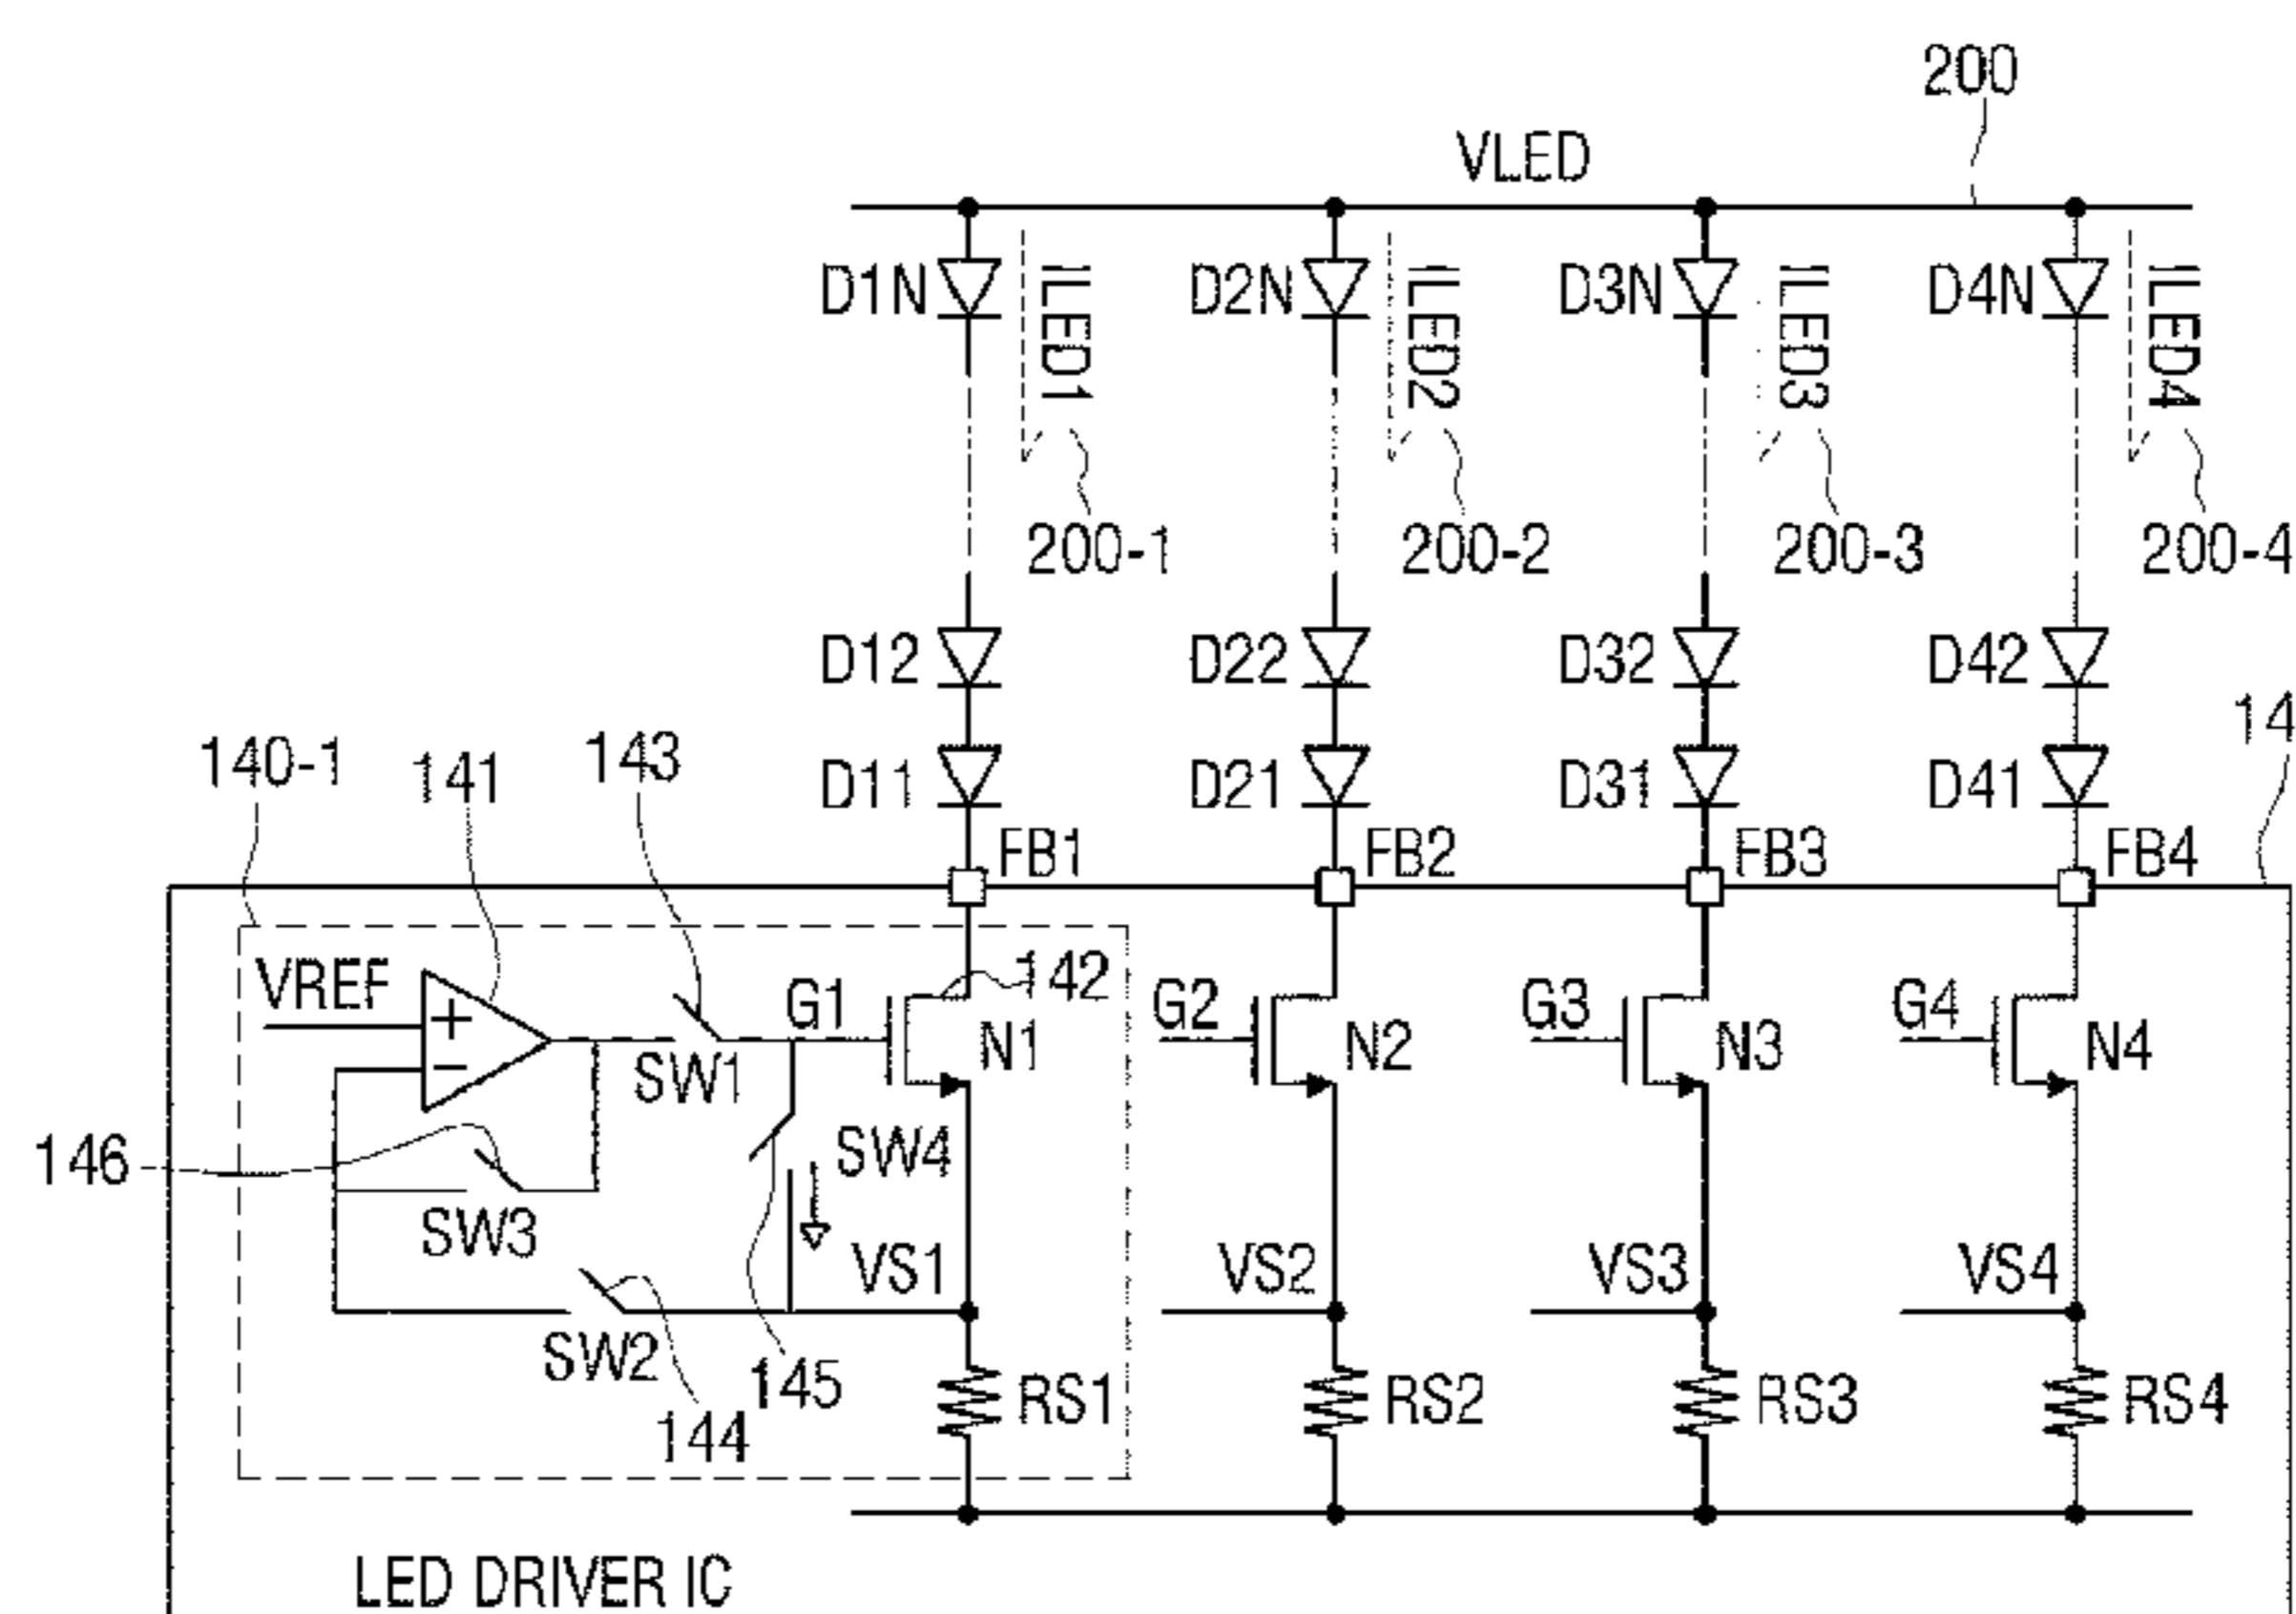 200
VLED
D1N
ILED1
D2N
ILED2
D3N
ILED3
D4N
ILED4
200-1
200-2
200-3
200-4
D12
D22
D32
D42
140-1
141
143
D11
D21
D31
D41
14
FB1
FB2
FB3
FB4
VREF
+
−
G1
142
G2
G3
G4
SW1
N1
N2
N3
N4
146
SW4
SW3
VS1
VS2
VS3
VS4
SW2
145
144
RS1
RS2
RS3
RS4
LED DRIVER IC